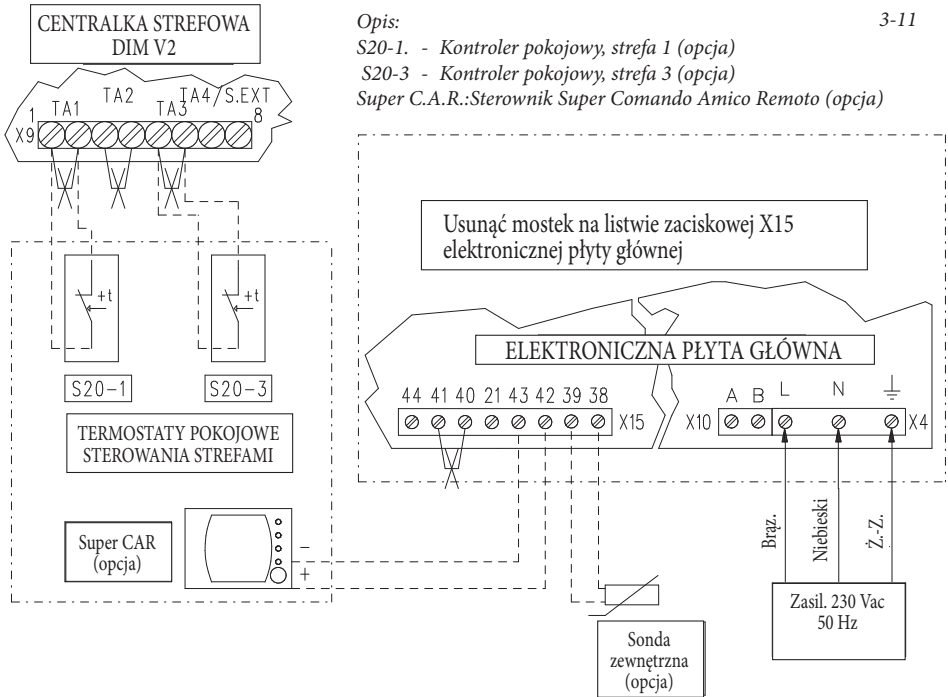 CENTRALKA STREFOWA
DIM V2
Opis:
3-11
S20-1. - Kontroler pokojowy, strefa 1 (opcja)
S20-3 - Kontroler pokojowy, strefa 3 (opcja)
Super C.A.R.:Sterownik Super Comando Amico Remoto (opcja)
TA1 TA2 TA3 TA4/S.EXT
1 8
X9
Usunąć mostek na listwie zaciskowej X15
elektronicznej płyty głównej
+t +t
S20-1 S20-3
ELEKTRONICZNA PŁYTA GŁÓWNA
44 41 40 21 43 42 39 38
X15
A B L N
X10 X4
TERMOSTATY POKOJOWE
STEROWANIA STREFAMI
Super CAR
(opcja)
-
+
Brąz.
Niebieski
Ż.-Z.
Zasil. 230 Vac
50 Hz
Sonda
zewnętrzna
(opcja)